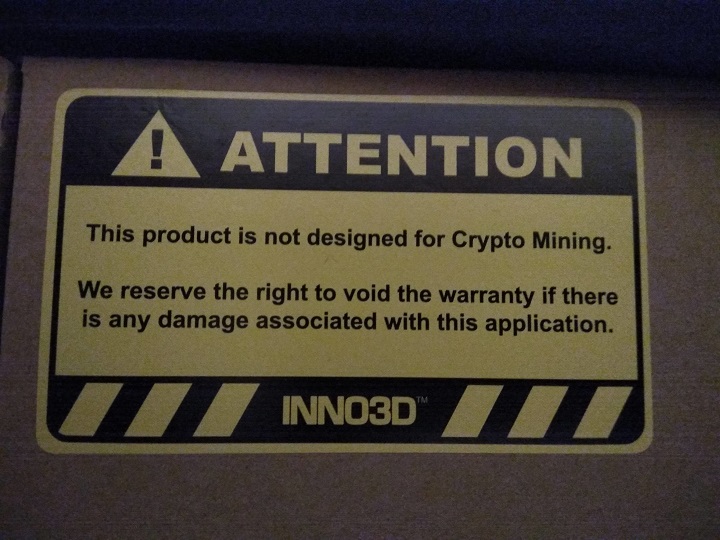 ! ATTENTION
This product is not designed for Crypto Mining.
We reserve the right to void the warranty if there
is any damage associated with this application.
INNO3D™